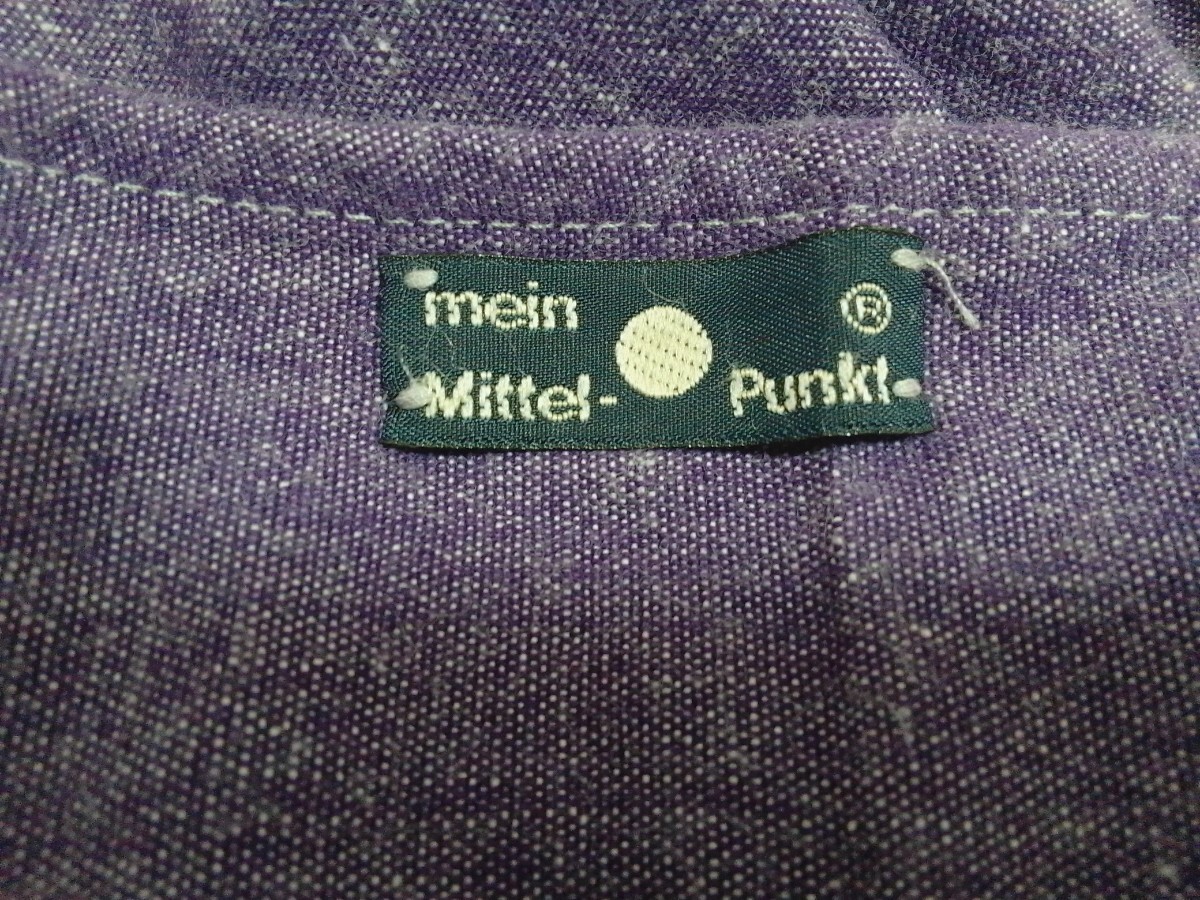 mein ®
Mittel- Punkt